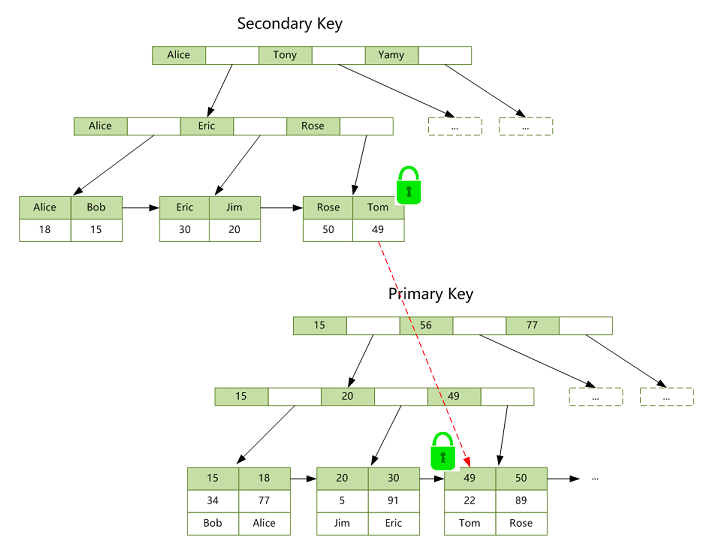 Secondary Key
Alice Tony Yamy
Alice Eric Rose ... ...
Alice Bob Eric Jim Rose Tom
18 15 30 20 50 49
Primary Key
15 56 77
15 20 49 ... ...
15 18 20 30 49 50 ...
34 77 5 91 22 89
Bob Alice Jim Eric Tom Rose